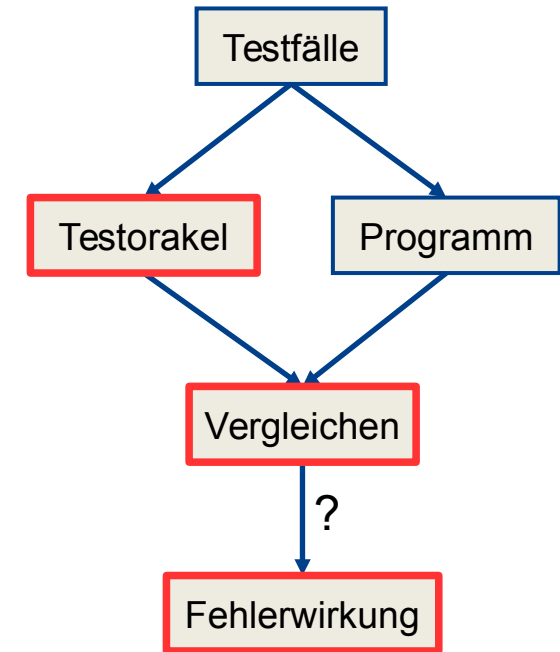 Testfälle
Testorakel
Programm
Vergleichen
?
Fehlerwirkung